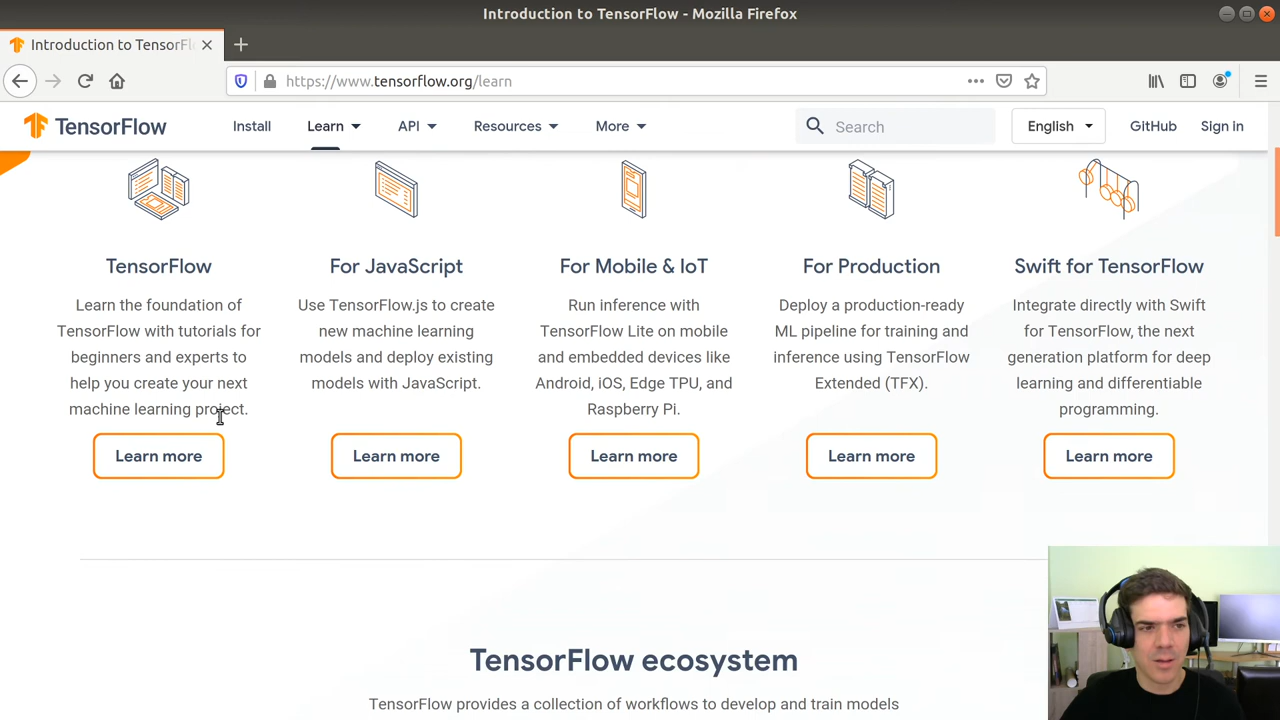 Introduction to TensorFlow - Mozilla Firefox
Introduction to TensorFl
https://www.tensorflow.org/learn
TensorFlow
Install
Learn
API
Resources
More
Search
English
GitHub
Sign in
TensorFlow
Learn the foundation of
TensorFlow with tutorials for
beginners and experts to
help you create your next
machine learning project.
Learn more
For JavaScript
Use TensorFlow.js to create
new machine learning
models and deploy existing
models with JavaScript.
Learn more
For Mobile & IoT
Run inference with
TensorFlow Lite on mobile
and embedded devices like
Android, iOS, Edge TPU, and
Raspberry Pi.
Learn more
For Production
Deploy a production-ready
ML pipeline for training and
inference using TensorFlow
Extended (TFX).
Learn more
Swift for TensorFlow
Integrate directly with Swift
for TensorFlow, the next
generation platform for deep
learning and differentiable
programming.
Learn more
TensorFlow ecosystem
TensorFlow provides a collection of workflows to develop and train models